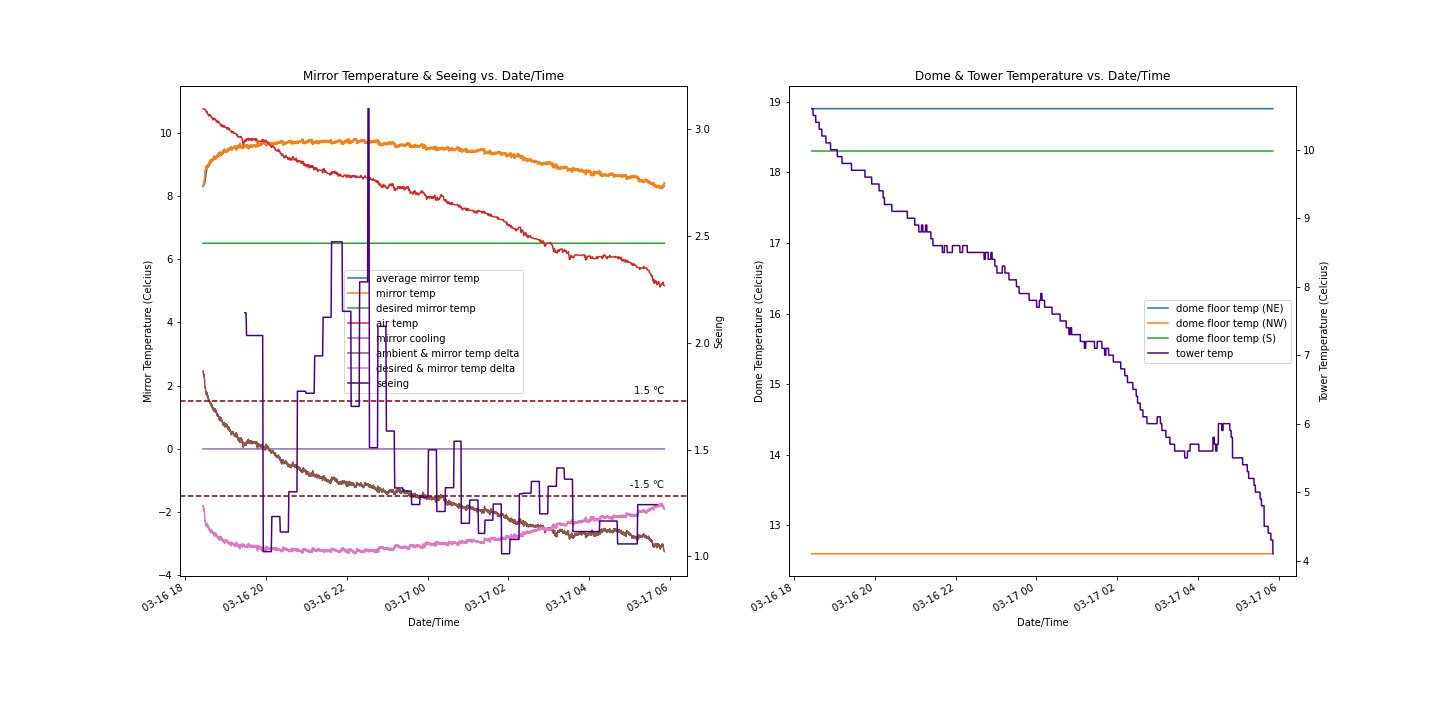 Mirror Temperature & Seeing vs. Date/Time
Mirror Temperature (Celcius)
10
8
6
4
2
0
−2
−4
3.0
2.5
2.0
1.5
1.0
Seeing
average mirror temp
mirror temp
desired mirror temp
air temp
mirror cooling
ambient & mirror temp delta
desired & mirror temp delta
seeing
1.5 ℃
-1.5 ℃
03-16 18
03-16 20
03-16 22
03-17 00
03-17 02
03-17 04
03-17 06
Date/Time
Dome & Tower Temperature vs. Date/Time
Dome Temperature (Celcius)
19
18
17
16
15
14
13
10
9
8
7
6
5
4
Tower Temperature (Celcius)
dome floor temp (NE)
dome floor temp (NW)
dome floor temp (S)
tower temp
03-16 18
03-16 20
03-16 22
03-17 00
03-17 02
03-17 04
03-17 06
Date/Time